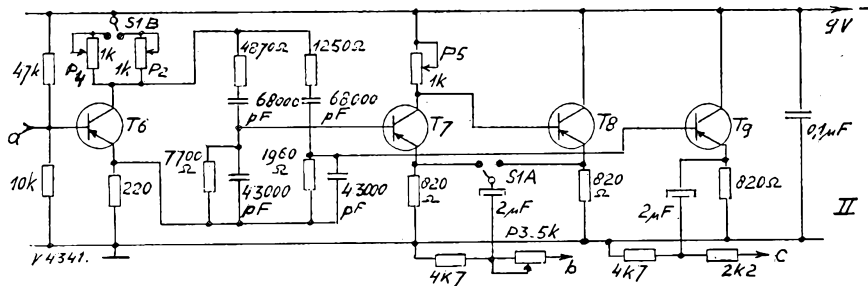 S1B
9V –
1K
1K
P4
P2
47K
4870Ω
1250Ω
P5
1K
68000
pF
68000
pF
a
T6
T7
T8
T9
0,1μF
10K
220
7700
Ω
1960
Ω
43000
pF
43000
pF
820
Ω
S1A
2μF
820
Ω
2μF
820Ω
II
P3-5K
V4341.
4K7
b
4K7
2K2
C